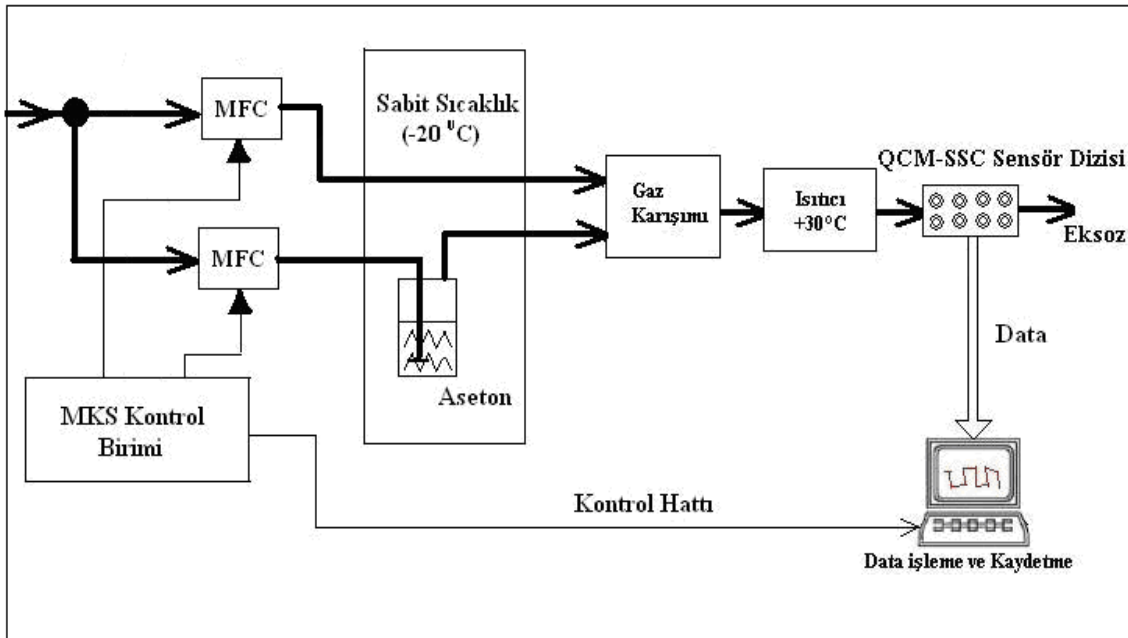 MFC
Sabit Sıcaklık
(-20 ⁰C)
QCM-SSC Sensör Dizisi
Gaz
Karışımı
Isıtıcı
+30°C
Eksoz
MFC
Data
Aseton
MKS Kontrol
Birimi
Kontrol Hattı
Data işleme ve Kaydetme